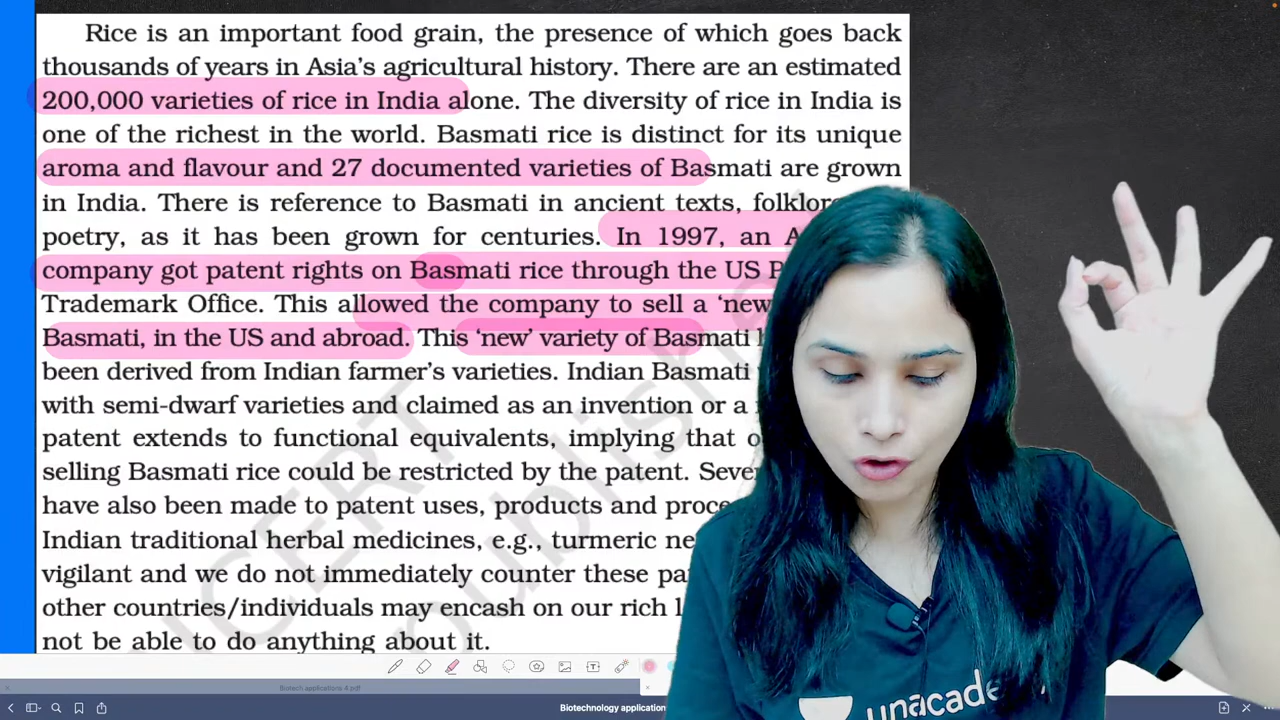 Rice is an important food grain, the presence of which goes back
thousands of years in Asia's agricultural history. There are an estimated
200,000 varieties of rice in India alone. The diversity of rice in India is
one of the richest in the world. Basmati rice is distinct for its unique
aroma and flavour and 27 documented varieties of Basmati are grown
in India. There is reference to Basmati in ancient texts, folklore
poetry, as it has been grown for centuries. In 1997, an A
company got patent rights on Basmati rice through the US P
Trademark Office. This allowed the company to sell a 'new
Basmati, in the US and abroad. This 'new' variety of Basmati
been derived from Indian farmer's varieties. Indian Basmati
with semi-dwarf varieties and claimed as an invention or a
patent extends to functional equivalents, implying that
selling Basmati rice could be restricted by the patent.
have also been made to patent uses, products and
Indian traditional herbal medicines, e.g., turmeric
vigilant and we do not immediately counter these
other countries/individuals may encash on our rich
not be able to do anything about it.
unacade
Biotech applications 4.pdf
Biotechnology application